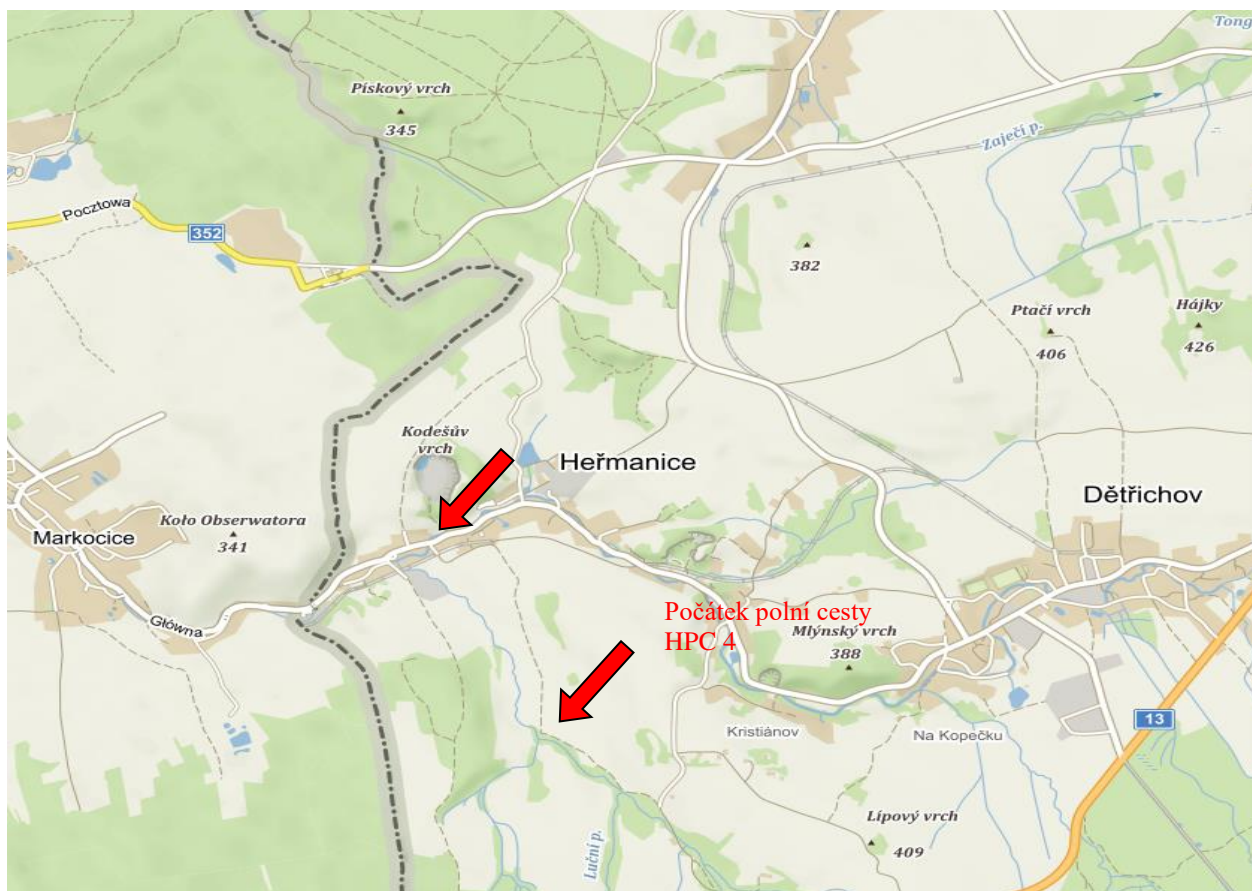 Tong
Pískový vrch
345
Zaječí p.
Pocztowa
352
382
Ptačí vrch
406
Hájky
426
Kodešův
vrch
Heřmanice
Dětřichov
Koło Obserwatora
341
Markocice
Główna
Počátek polní cesty
HPC 4
Mlýnský vrch
388
Kristiánov
Na Kopečku
13
Lípový vrch
409
Luční p.